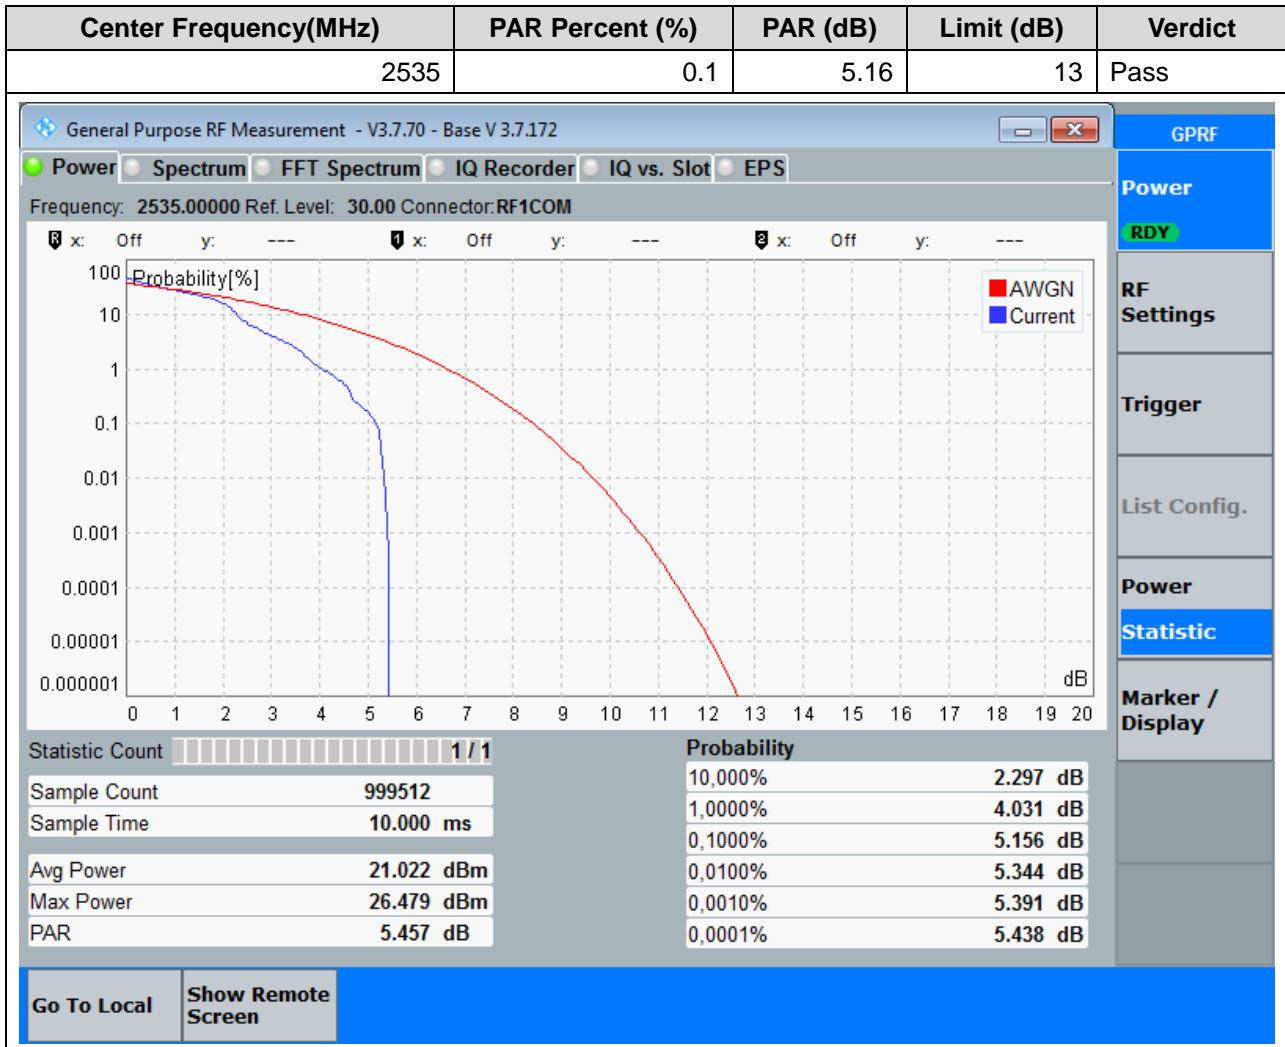 Center Frequency(MHz) PAR Percent (%) PAR (dB) Limit (dB) Verdict
2535 0.1 5.16 13 Pass
General Purpose RF Measurement - V3.7.70 - Base V 3.7.172
GPRF
Power Spectrum FFT Spectrum IQ Recorder IQ vs. Slot EPS
Frequency: 2535.00000 Ref. Level: 30.00 Connector:RF1COM
R x: Off y: --- 1 x: Off y: --- 2 x: Off y: ---
Probability[%]
AWGN
Current
100
10
1
0.1
0.01
0.001
0.0001
0.00001
0.000001
dB
0 1 2 3 4 5 6 7 8 9 10 11 12 13 14 15 16 17 18 19 20
Statistic Count 1 / 1
Sample Count 999512
Sample Time 10.000 ms
Avg Power 21.022 dBm
Max Power 26.479 dBm
PAR 5.457 dB
Probability
10,000% 2.297 dB
1,0000% 4.031 dB
0,1000% 5.156 dB
0,0100% 5.344 dB
0,0010% 5.391 dB
0,0001% 5.438 dB
Power
RDY
RF
Settings
Trigger
List Config.
Power
Statistic
Marker /
Display
Go To Local
Show Remote
Screen